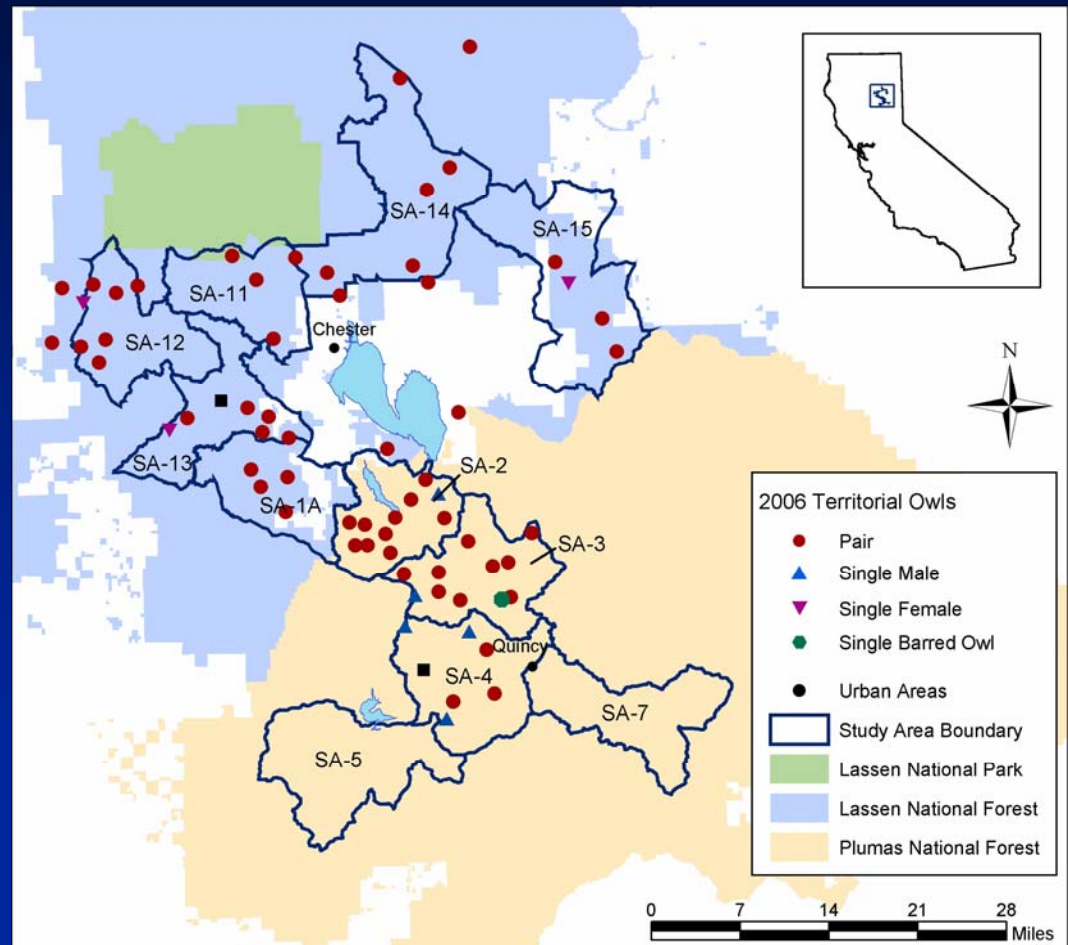 SA-14
SA-15
SA-11
Chester
SA-12
SA-13
SA-1A
SA-2
SA-3
Quincy
SA-4
SA-7
SA-5
N
2006 Territorial Owls
Pair
Single Male
Single Female
Single Barred Owl
Urban Areas
Study Area Boundary
Lassen National Park
Lassen National Forest
Plumas National Forest
0 7 14 21 28
Miles